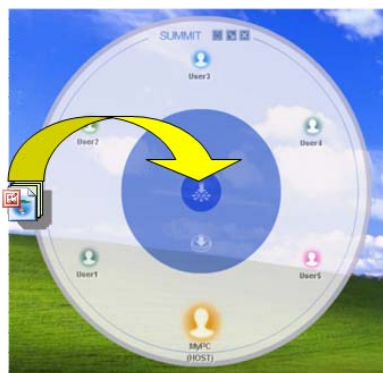 SUMMIT
User3
User2
User4
User1
User5
MyPC
(HOST)